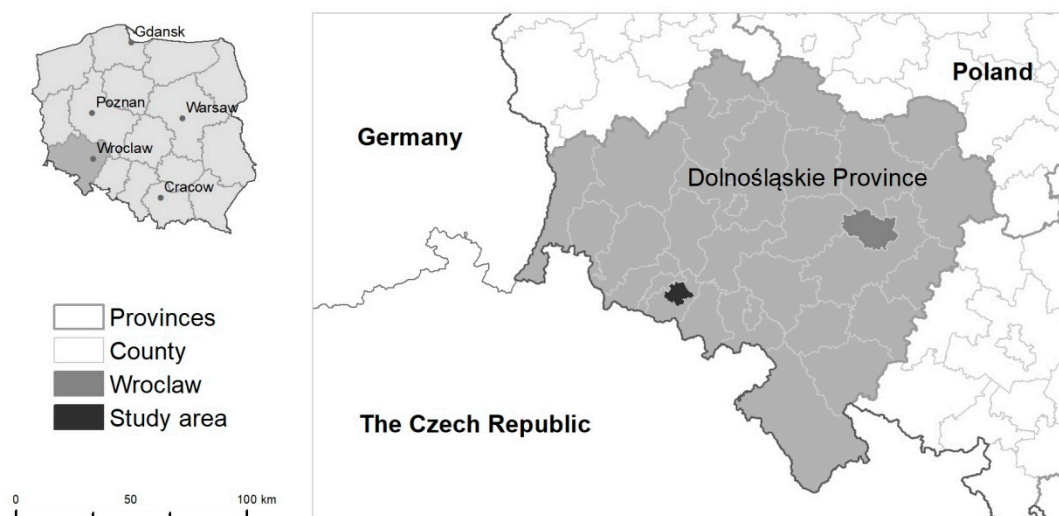 Gdansk
Poznan
Warsaw
Wroclaw
Cracow
Provinces
County
Wroclaw
Study area
0 50 100 km
Poland
Germany
Dolnośląskie Province
The Czech Republic